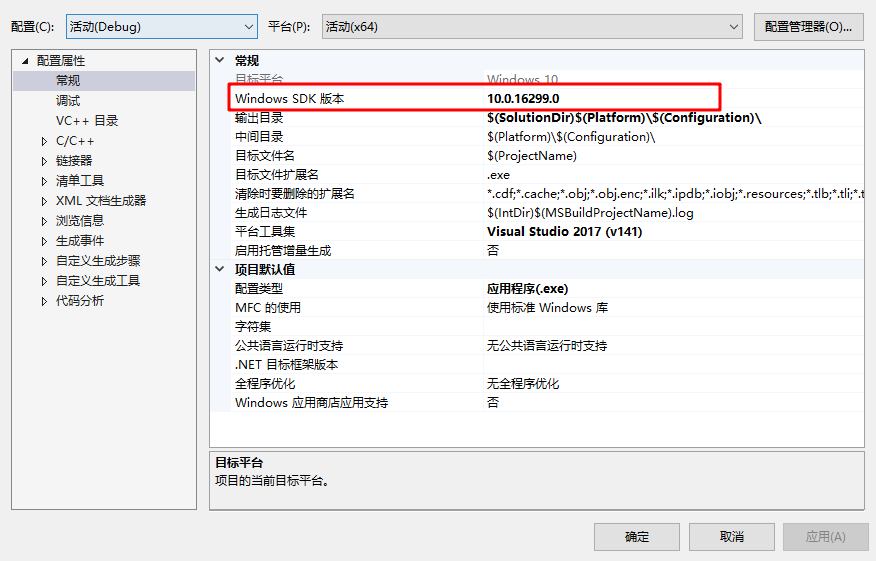 配置(C): 活动(Debug) 平台(P): 活动(x64) 配置管理器(O)...
配置属性
常规
调试
VC++ 目录
C/C++
链接器
清单工具
XML 文档生成器
浏览信息
生成事件
自定义生成步骤
自定义生成工具
代码分析
常规
目标平台 Windows 10
Windows SDK 版本 10.0.16299.0
输出目录 $(SolutionDir)$(Platform)\$(Configuration)\
中间目录 $(Platform)\$(Configuration)\
目标文件名 $(ProjectName)
目标文件扩展名 .exe
清除时要删除的扩展名 *.cdf;*.cache;*.obj;*.obj.enc;*.ilk;*.ipdb;*.iobj;*.resources;*.tlb;*.tli;*.t
生成日志文件 $(IntDir)$(MSBuildProjectName).log
平台工具集 Visual Studio 2017 (v141)
启用托管增量生成 否
项目默认值
配置类型 应用程序(.exe)
MFC 的使用 使用标准 Windows 库
字符集
公共语言运行时支持 无公共语言运行时支持
.NET 目标框架版本
全程序优化 无全程序优化
Windows 应用商店应用支持 否
目标平台
项目的当前目标平台。
确定 取消 应用(A)